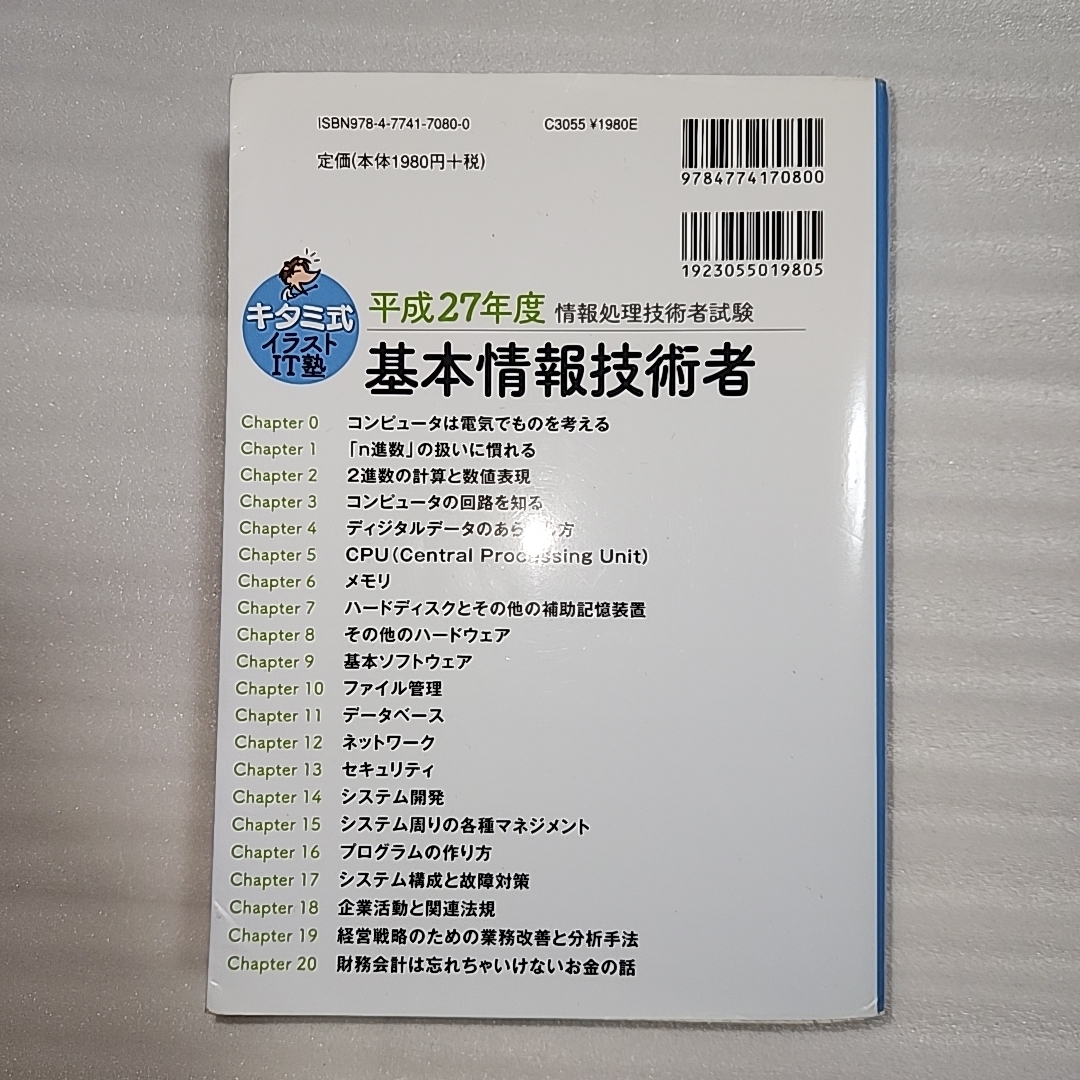 ISBN978-4-7741-7080-0
C3055 ¥1980E
定価(本体1980円+税)
9784774170800
1923055019805
キタミ式
イラスト
IT塾
平成27年度 情報処理技術者試験
基本情報技術者
Chapter 0 コンピュータは電気でものを考える
Chapter 1 「n進数」の扱いに慣れる
Chapter 2 2進数の計算と数値表現
Chapter 3 コンピュータの回路を知る
Chapter 4 ディジタルデータのあらわし方
Chapter 5 CPU(Central Processing Unit)
Chapter 6 メモリ
Chapter 7 ハードディスクとその他の補助記憶装置
Chapter 8 その他のハードウェア
Chapter 9 基本ソフトウェア
Chapter 10 ファイル管理
Chapter 11 データベース
Chapter 12 ネットワーク
Chapter 13 セキュリティ
Chapter 14 システム開発
Chapter 15 システム周りの各種マネジメント
Chapter 16 プログラムの作り方
Chapter 17 システム構成と故障対策
Chapter 18 企業活動と関連法規
Chapter 19 経営戦略のための業務改善と分析手法
Chapter 20 財務会計は忘れちゃいけないお金の話